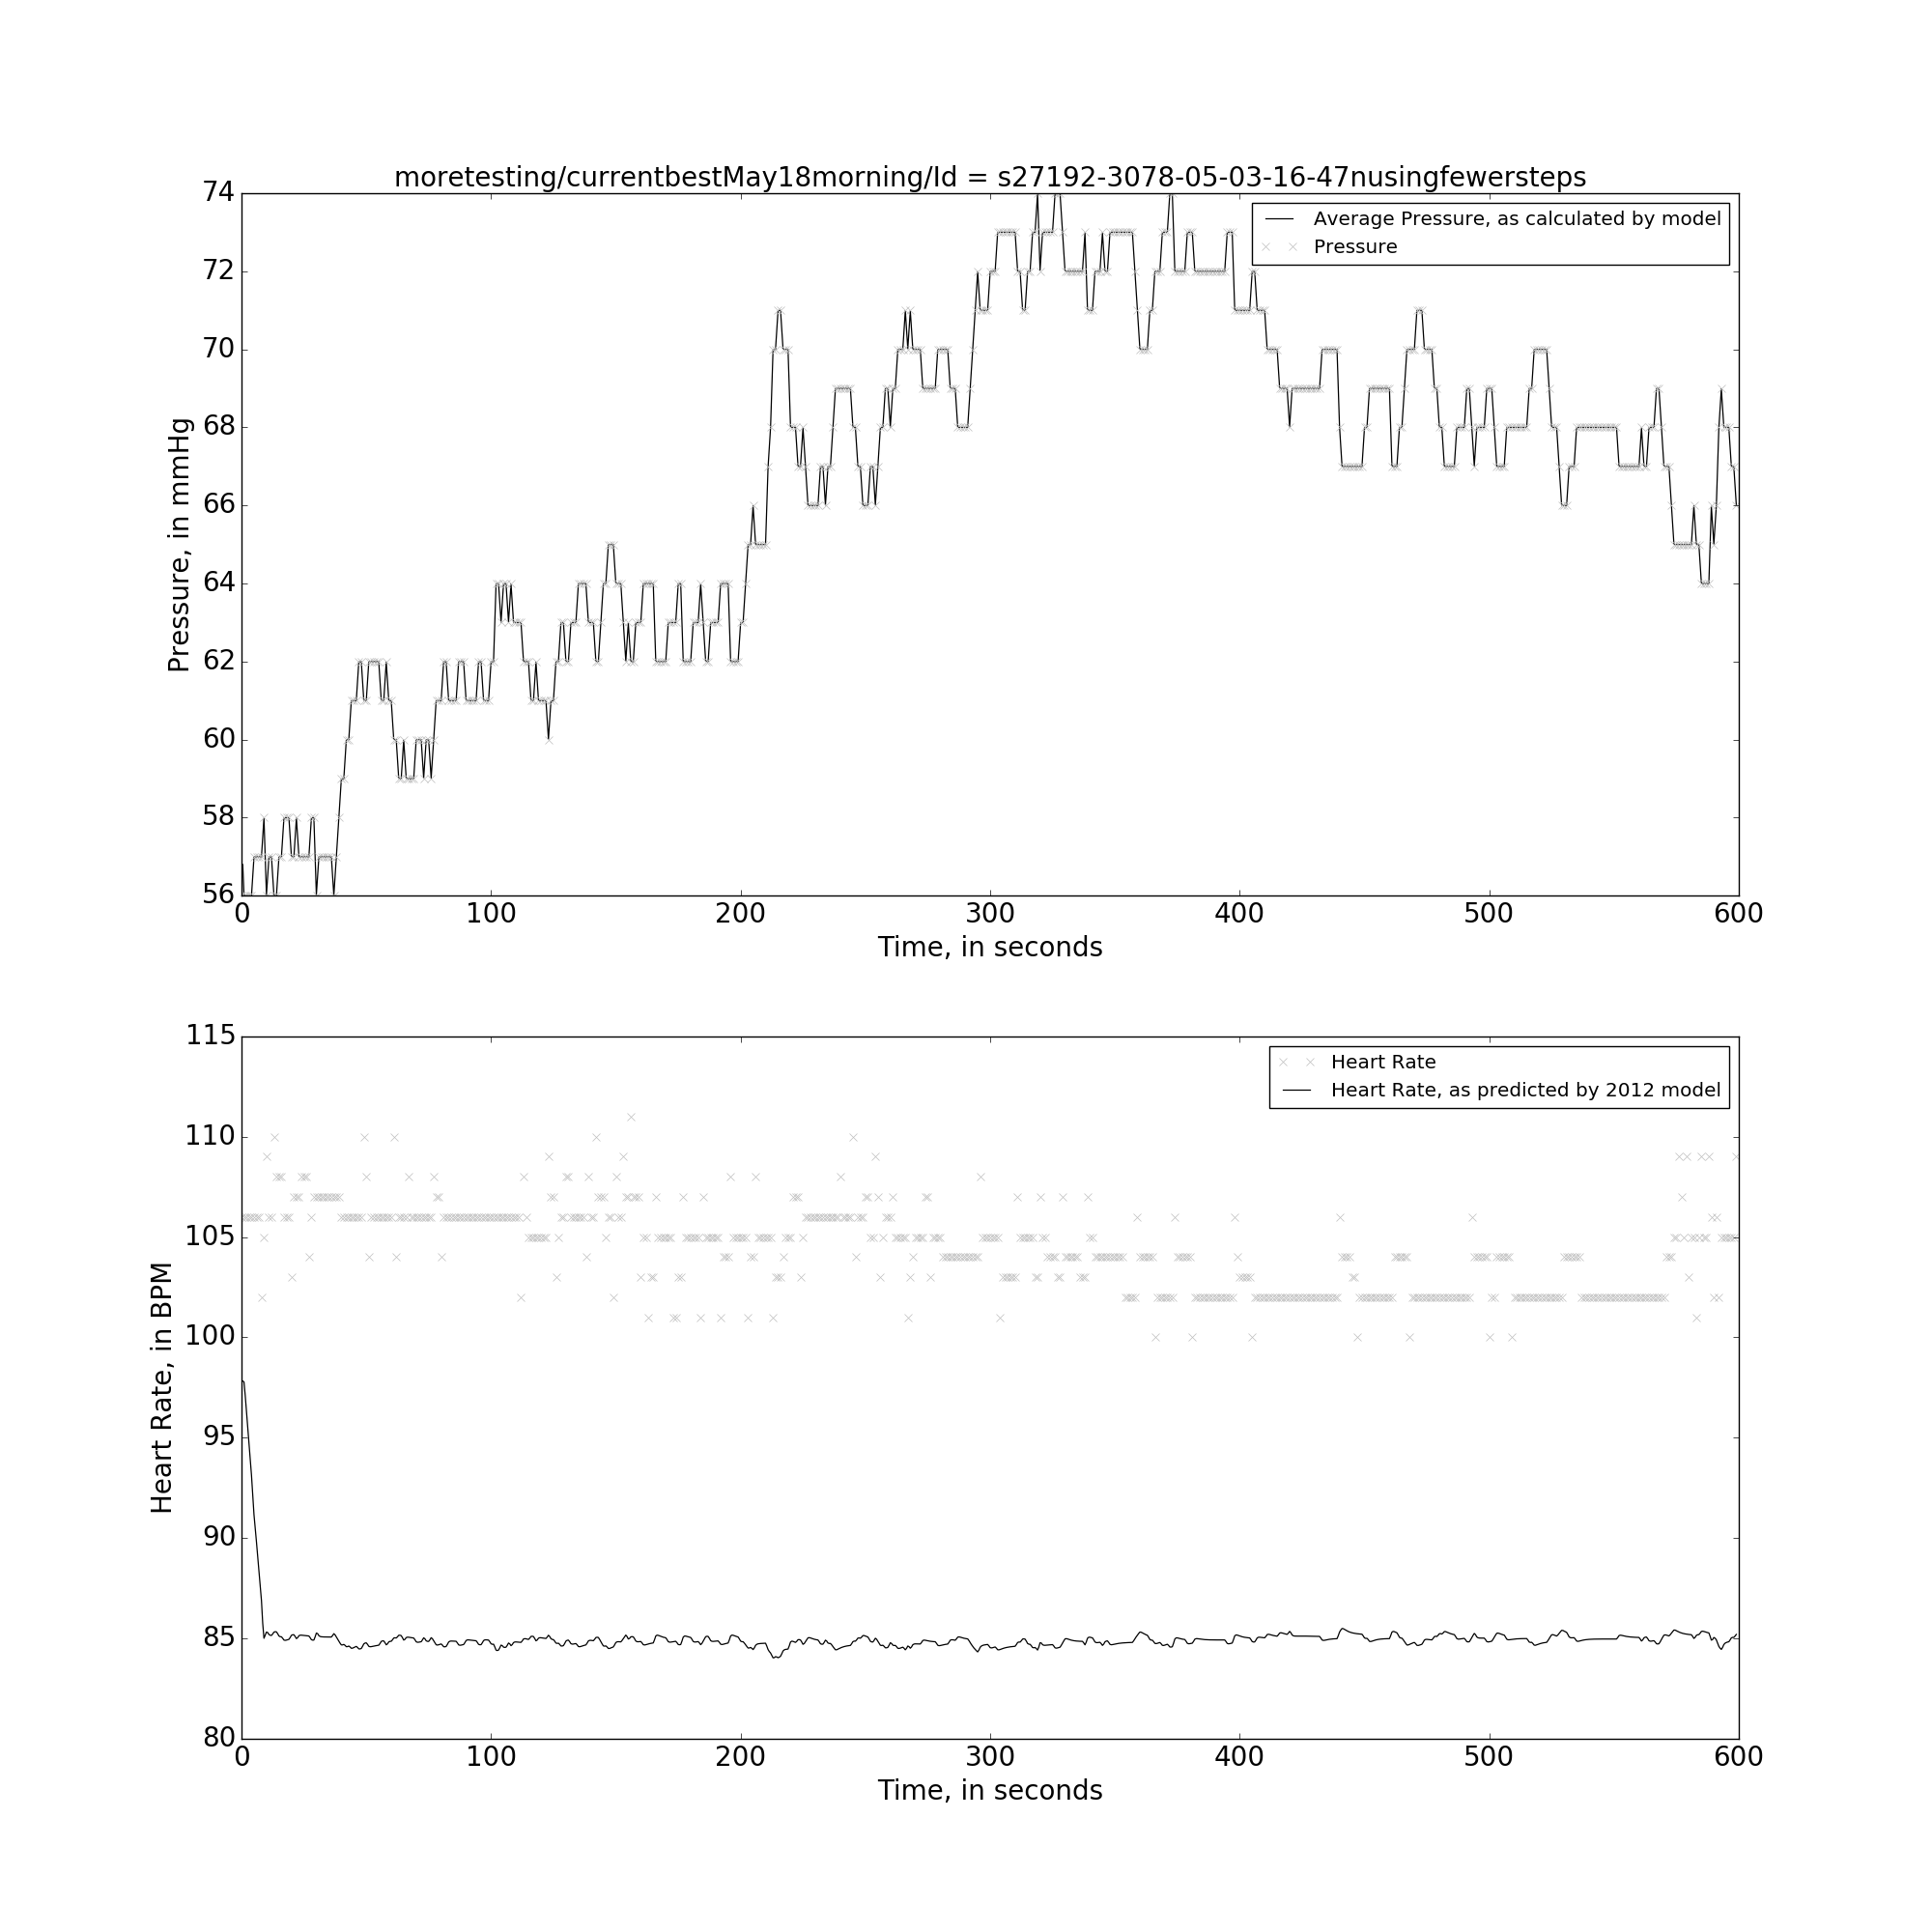 moretesting/currentbestMay18morning/Id = s27192-3078-05-03-16-47nusingfewersteps
Average Pressure, as calculated by model
Pressure
74
72
70
68
66
64
62
60
58
56
Pressure, in mmHg
0 100 200 300 400 500 600
Time, in seconds
Heart Rate
Heart Rate, as predicted by 2012 model
115
110
105
100
95
90
85
80
Heart Rate, in BPM
0 100 200 300 400 500 600
Time, in seconds